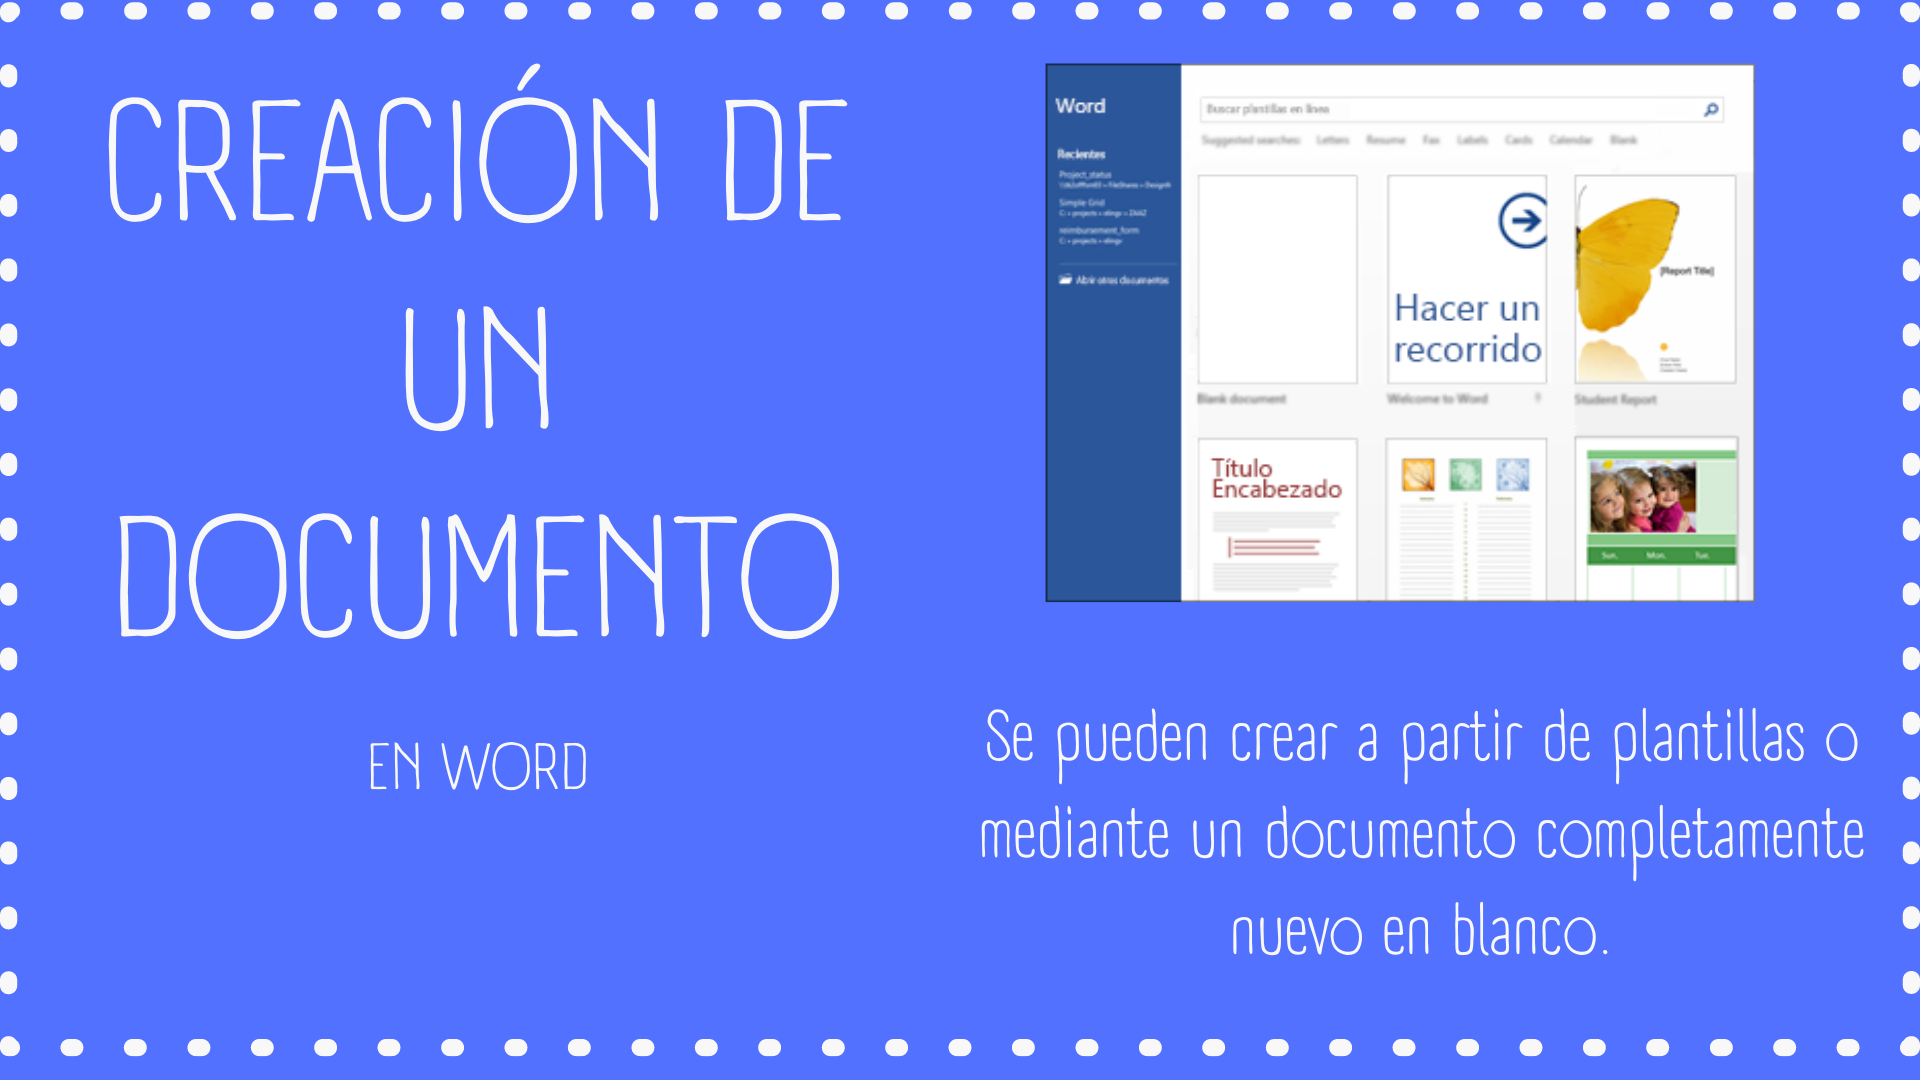 CREACIÓN DE
UN
DOCUMENTO
EN WORD
Word
Recientes
Project_status
Simple Grid
reimbursement_form
Abrir otros documentos
Buscar plantillas en línea
Suggested searches: Letters Resume Fax Labels Cards Calendar Blank
Hacer un
recorrido
[Report Title]
Blank document
Welcome to Word
Student Report
Título
Encabezado
Sun. Mon. Tue.
Se pueden crear a partir de plantillas o
mediante un documento completamente
nuevo en blanco.